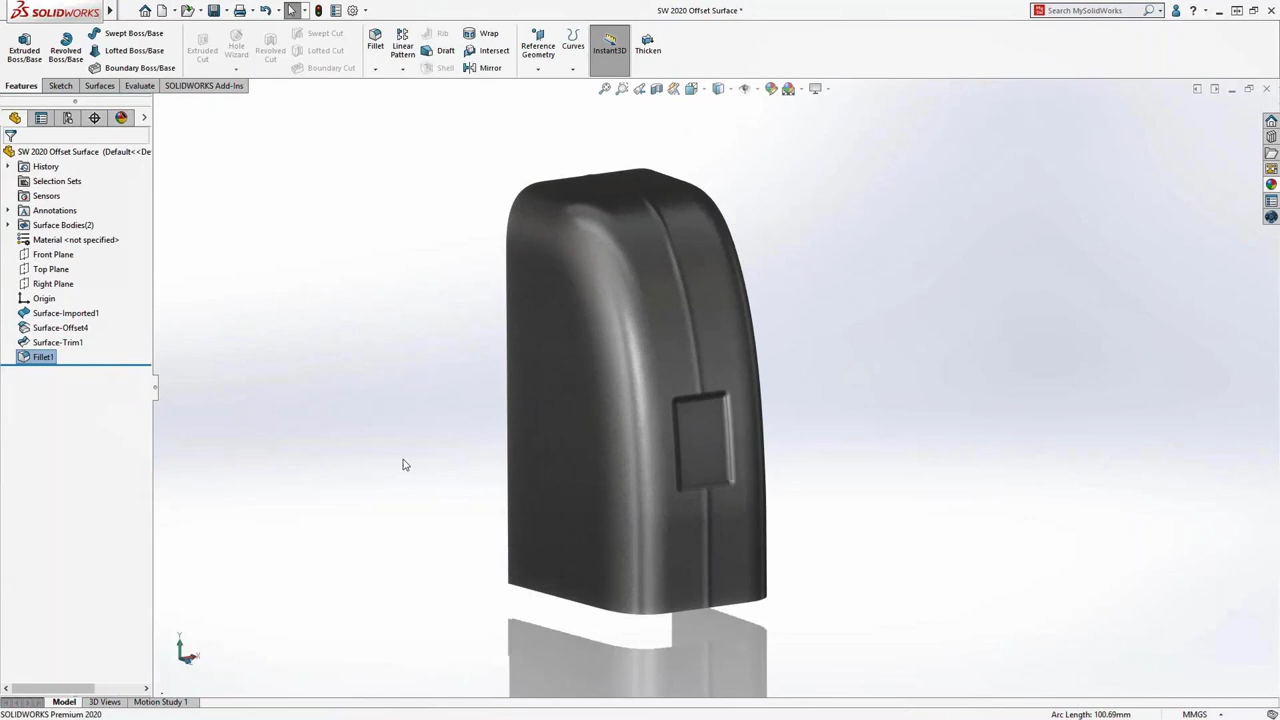 SOLIDWORKS
SW 2020 Offset Surface *
Search MySolidWorks
Extruded Boss/Base
Revolved Boss/Base
Swept Boss/Base
Lofted Boss/Base
Boundary Boss/Base
Extruded Cut
Hole Wizard
Revolved Cut
Swept Cut
Lofted Cut
Boundary Cut
Fillet
Linear Pattern
Rib
Draft
Shell
Wrap
Intersect
Mirror
Reference Geometry
Curves
Instant3D
Thicken
Features
Sketch
Surfaces
Evaluate
SOLIDWORKS Add-Ins
SW 2020 Offset Surface (Default<<De
History
Selection Sets
Sensors
Annotations
Surface Bodies(2)
Material <not specified>
Front Plane
Top Plane
Right Plane
Origin
Surface-Imported1
Surface-Offset4
Surface-Trim1
Fillet1
Y
X
Model
3D Views
Motion Study 1
SOLIDWORKS Premium 2020
Arc Length: 100.69mm
MMGS